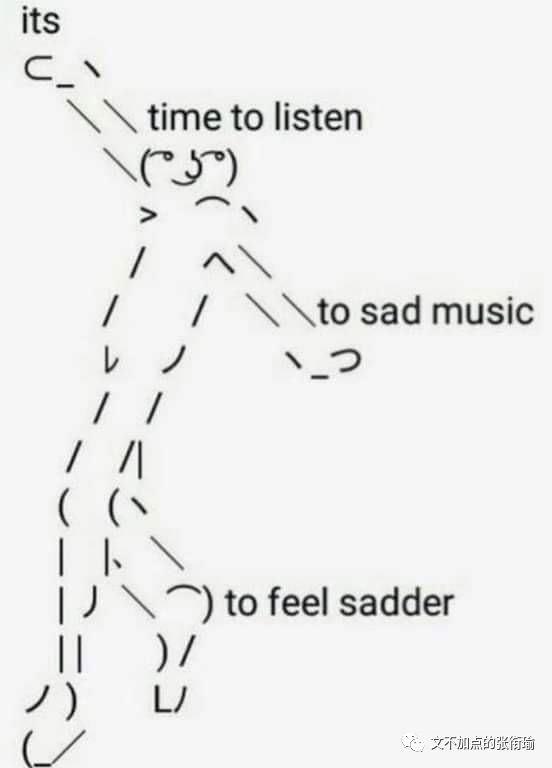 its
time to listen
to sad music
to feel sadder
文不加点的张衔瑜